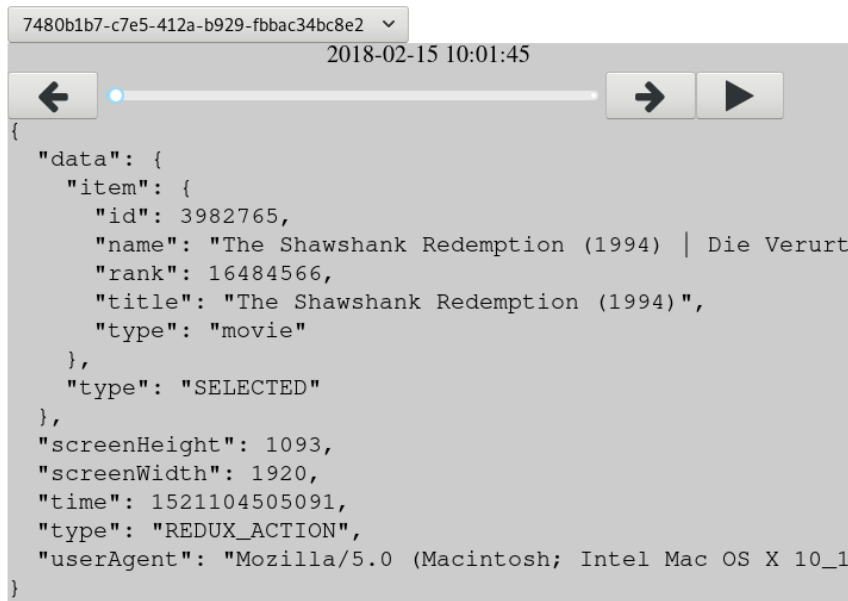 7480b1b7-c7e5-412a-b929-fbbac34bc8e2
2018-02-15 10:01:45
{
  "data": {
    "item": {
      "id": 3982765,
      "name": "The Shawshank Redemption (1994) | Die Verurt
      "rank": 16484566,
      "title": "The Shawshank Redemption (1994)",
      "type": "movie"
    },
    "type": "SELECTED"
  },
  "screenHeight": 1093,
  "screenWidth": 1920,
  "time": 1521104505091,
  "type": "REDUX_ACTION",
  "userAgent": "Mozilla/5.0 (Macintosh; Intel Mac OS X 10_1
}